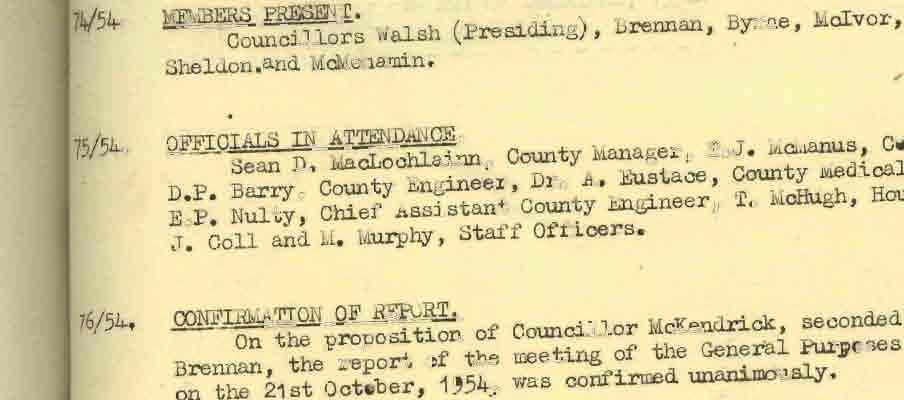 74/54 MEMBERS PRESENT.
Councillors Walsh (Presiding), Brennan, Byrne, McIvor,
Sheldon.and McMenamin.
75/54. OFFICIALS IN ATTENDANCE
Sean D. MacLochlainn, County Manager, J. McManus,
D.P. Barry, County Engineer, Dr. A. Eustace, County Medical
E.P. Nulty, Chief Assistant County Engineer, T. McHugh,
J. Coll and M. Murphy, Staff Officers.
76/54. CONFIRMATION OF REPORT.
On the proposition of Councillor McKendrick, seconded
Brennan, the report of the meeting of the General Purposes
on the 21st October, 1954, was confirmed unanimously.